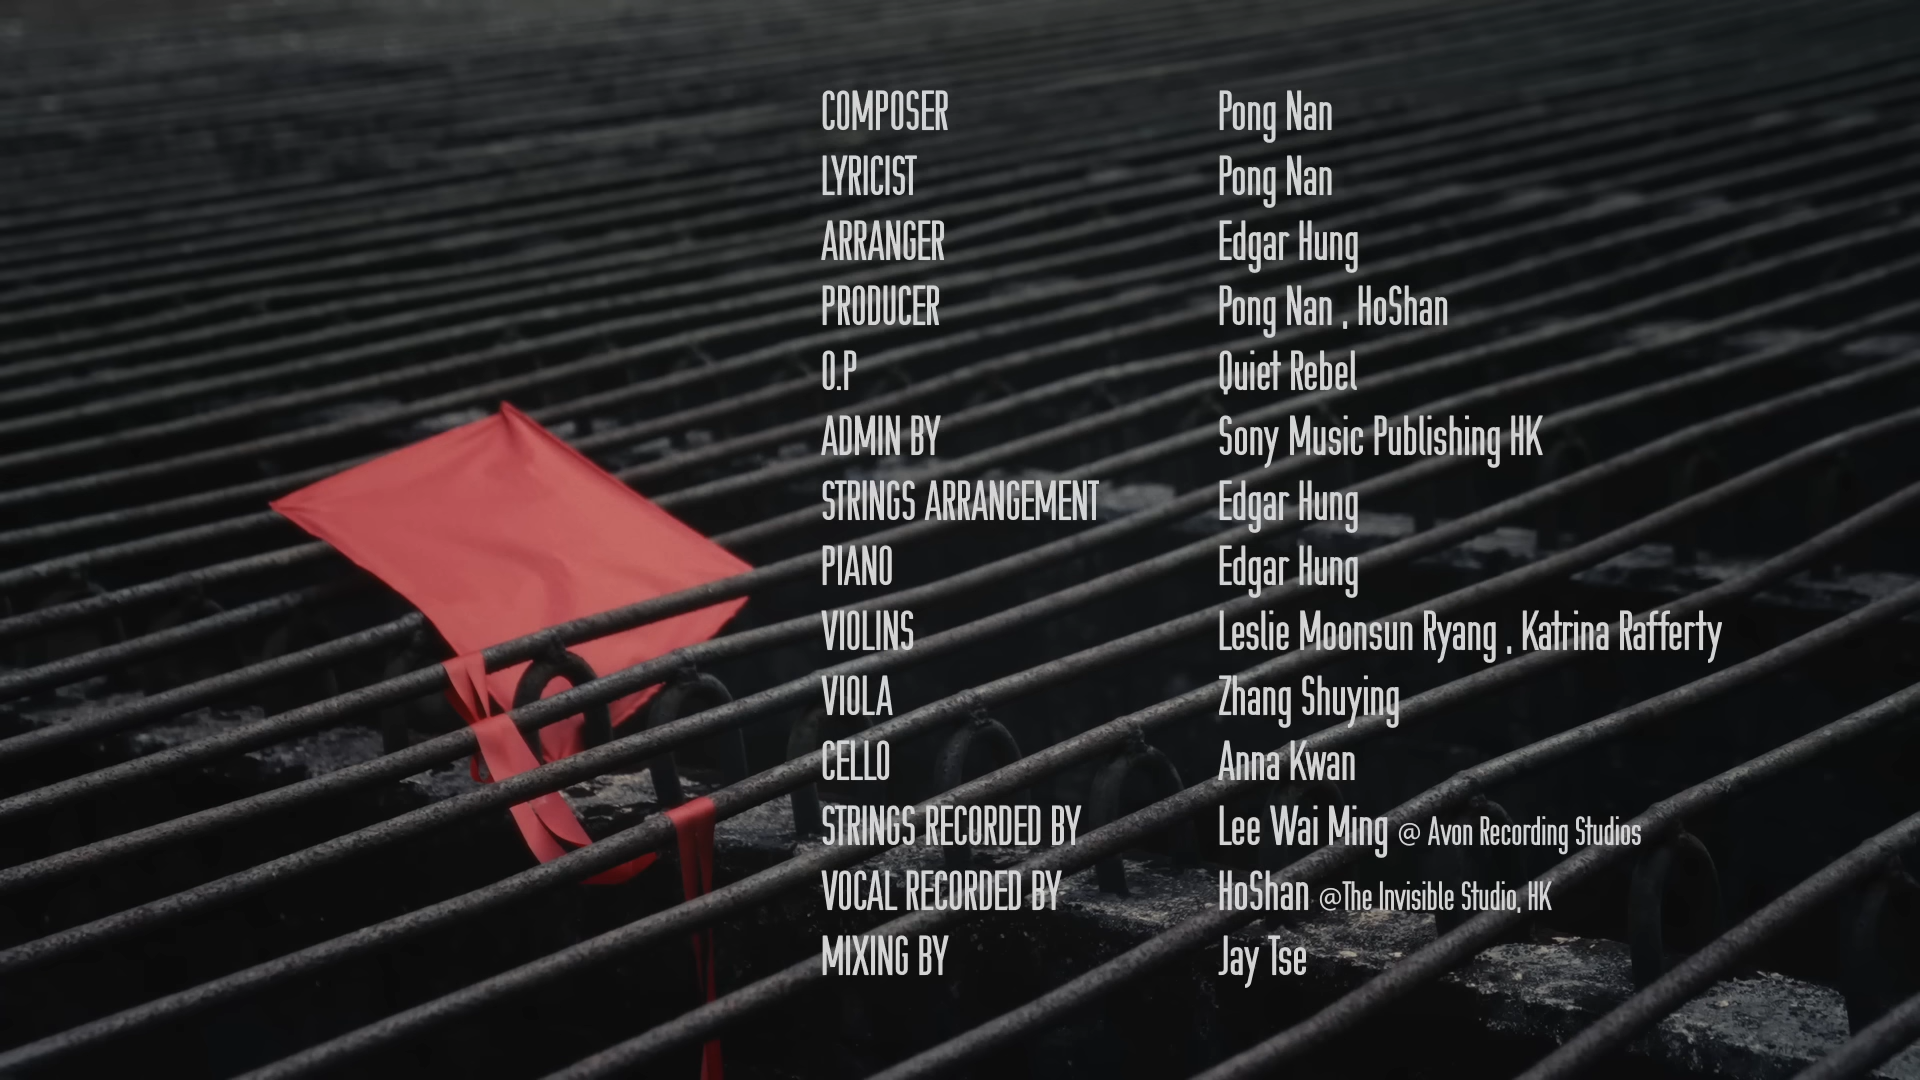 COMPOSER Pong Nan
LYRICIST Pong Nan
ARRANGER Edgar Hung
PRODUCER Pong Nan , HoShan
O.P Quiet Rebel
ADMIN BY Sony Music Publishing HK
STRINGS ARRANGEMENT Edgar Hung
PIANO Edgar Hung
VIOLINS Leslie Moonsun Ryang , Katrina Rafferty
VIOLA Zhang Shuying
CELLO Anna Kwan
STRINGS RECORDED BY Lee Wai Ming @ Avon Recording Studios
VOCAL RECORDED BY HoShan @The Invisible Studio, HK
MIXING BY Jay Tse